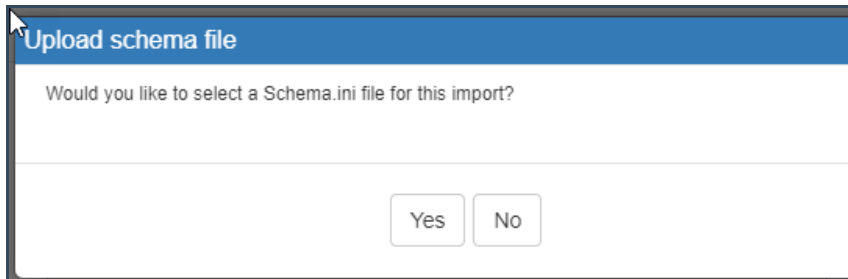 Upload schema file
Would you like to select a Schema.ini file for this import?
Yes No